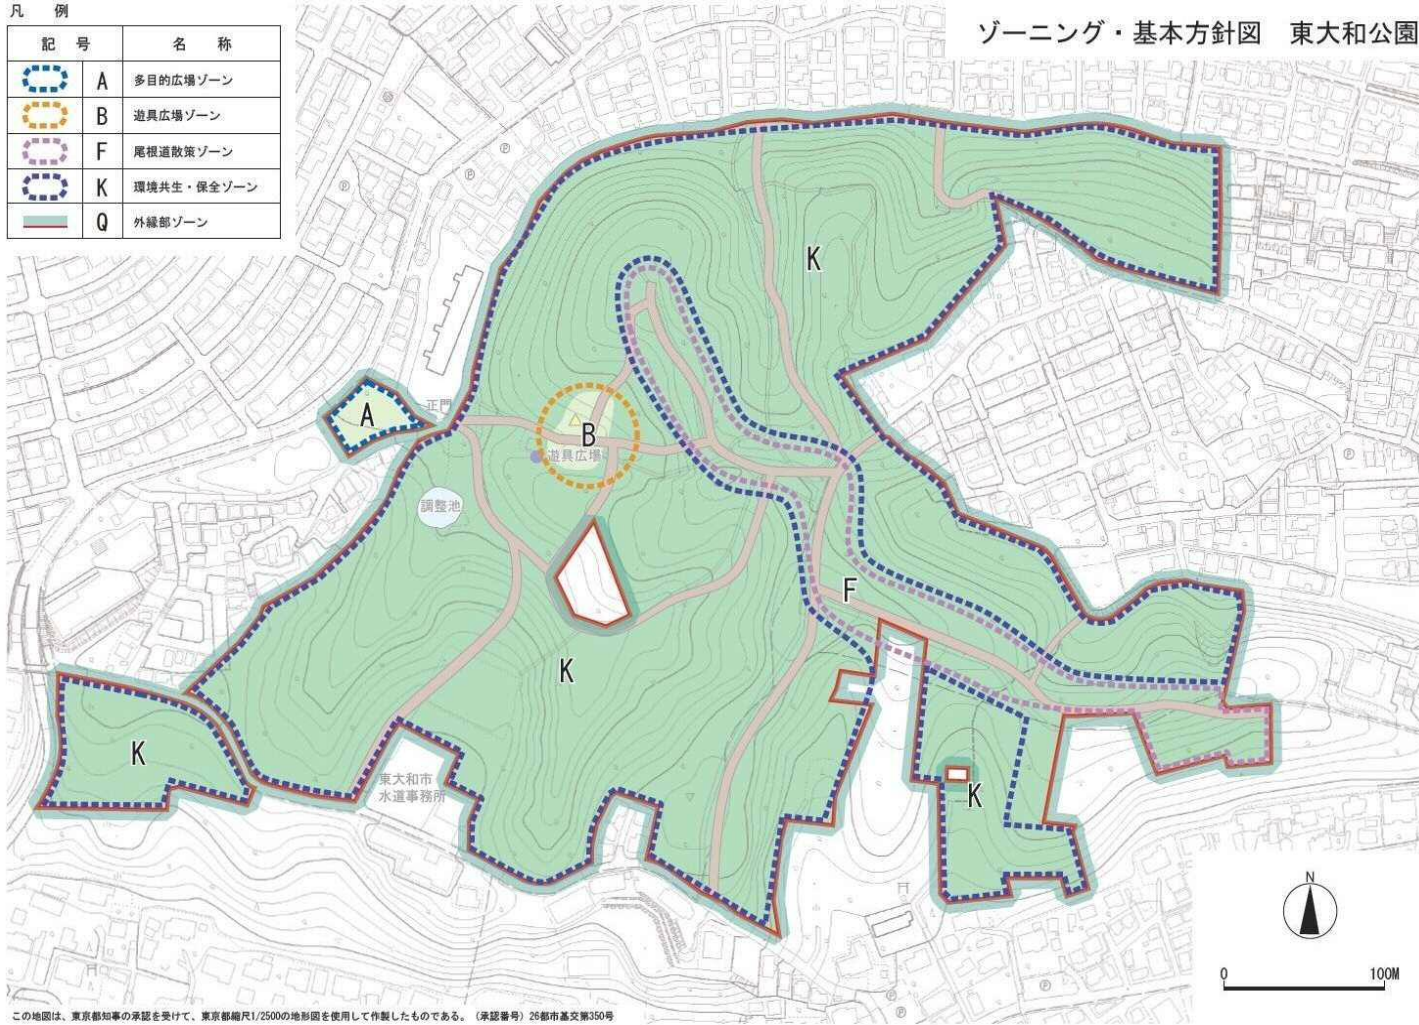 凡 例
ゾーニング・基本方針図 東大和公園
記 号 名 称
A 多目的広場ゾーン
B 遊具広場ゾーン
F 尾根道散策ゾーン
K 環境共生・保全ゾーン
Q 外縁部ゾーン
K
A
正門
B
遊具広場
調整池
F
K
K
東大和市
水道事務所
K
N
0 100M
この地図は、東京都知事の承認を受けて、東京都縮尺1/2500の地形図を使用して作製したものである。（承認番号）26都市基交第350号